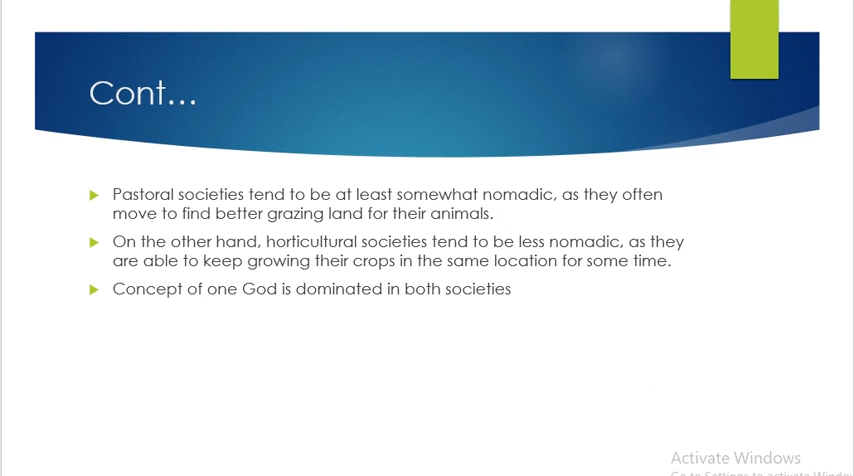 Cont…
Pastoral societies tend to be at least somewhat nomadic, as they often
move to find better grazing land for their animals.
On the other hand, horticultural societies tend to be less nomadic, as they
are able to keep growing their crops in the same location for some time.
Concept of one God is dominated in both societies
Activate Windows
Go to Settings to activate Windo